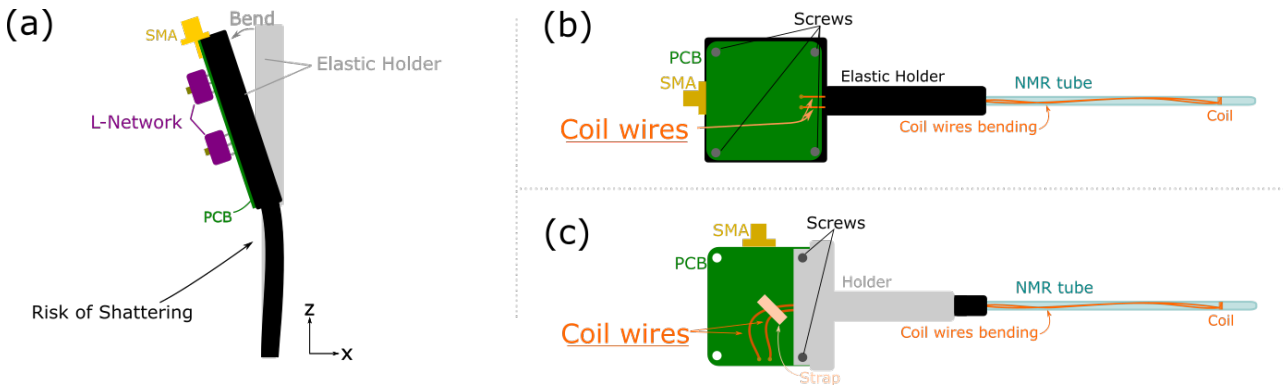 (a)
Bend
SMA
Elastic Holder
L-Network
PCB
Risk of Shattering
z
x
(b)
Screws
PCB
SMA
Elastic Holder
NMR tube
Coil wires
Coil wires bending
Coil
(c)
Screws
SMA
PCB
Holder
NMR tube
Coil wires
Coil wires bending
Coil
Strap